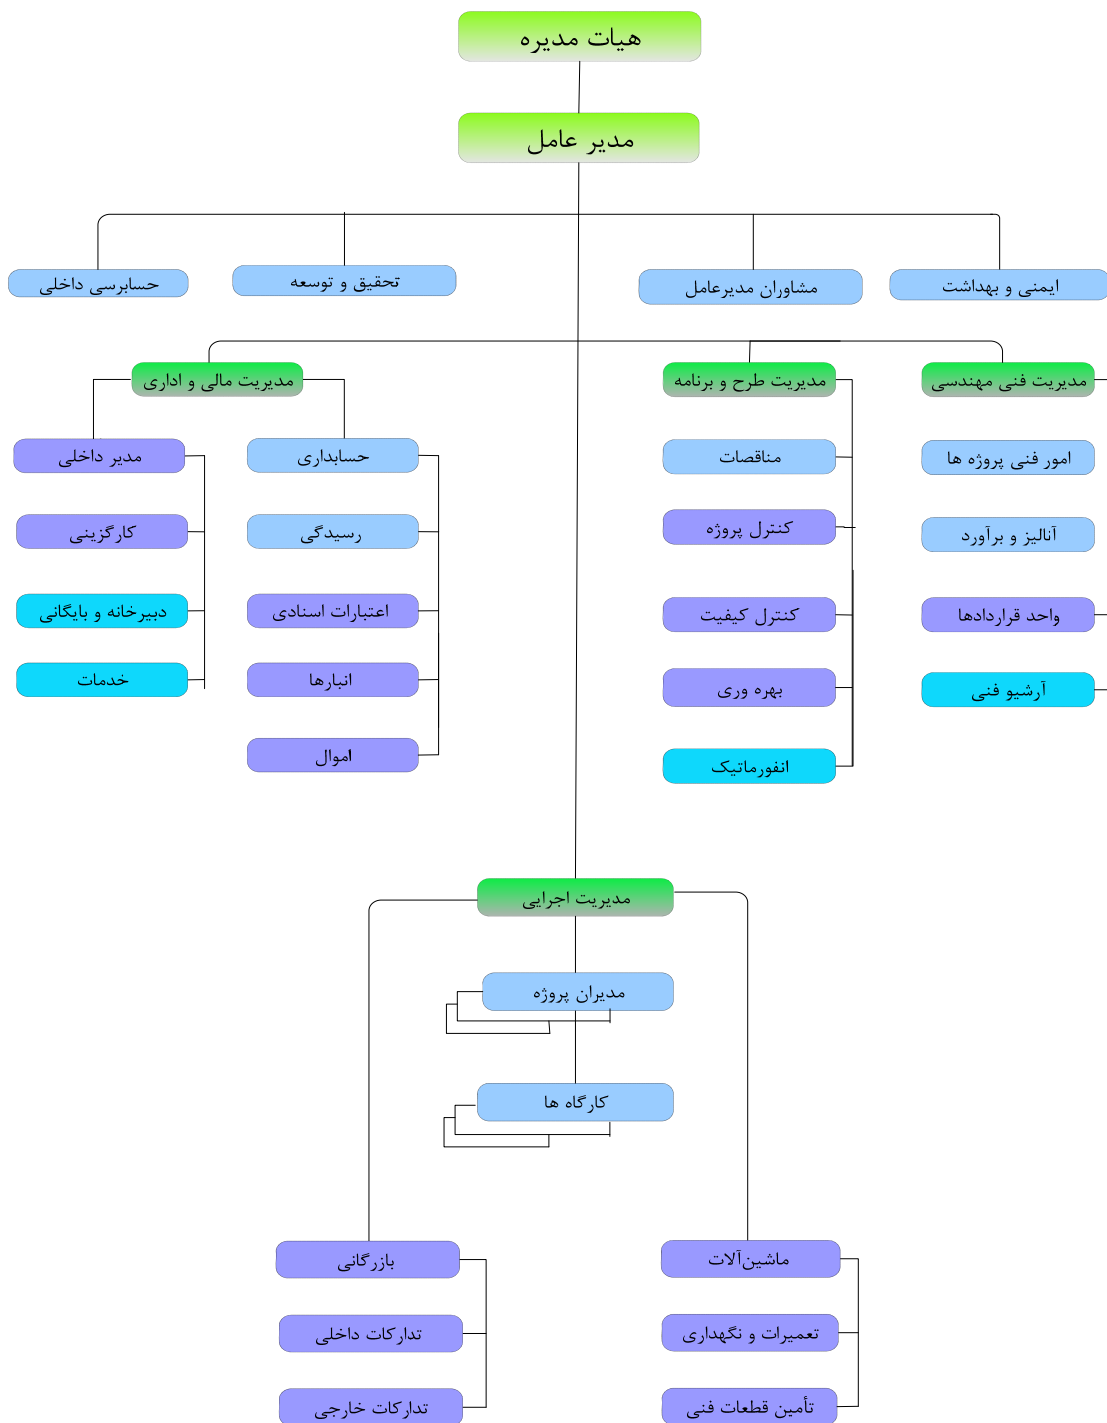 هیات مدیره
مدیر عامل
ایمنی و بهداشت
مشاوران مدیرعامل
تحقیق و توسعه
حسابرسی داخلی
مدیریت فنی مهندسی
امور فنی پروژه ها
آنالیز و برآورد
واحد قراردادها
آرشیو فنی
مدیریت طرح و برنامه
مناقصات
کنترل پروژه
کنترل کیفیت
بهره وری
انفورماتیک
مدیریت مالی و اداری
حسابداری
رسیدگی
اعتبارات اسنادی
انبارها
اموال
مدیر داخلی
کارگزینی
دبیرخانه و بایگانی
خدمات
مدیریت اجرایی
مدیران پروژه
کارگاه ها
ماشین‌آلات
تعمیرات و نگهداری
تأمین قطعات فنی
بازرگانی
تدارکات داخلی
تدارکات خارجی